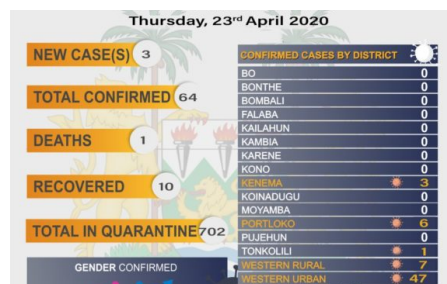 Thursday, 23rd April 2020
NEW CASE(S) 3
TOTAL CONFIRMED 64
DEATHS 1
RECOVERED 10
TOTAL IN QUARANTINE 702
GENDER CONFIRMED
CONFIRMED CASES BY DISTRICT
BO 0
BONTHE 0
BOMBALI 0
FALABA 0
KAILAHUN 0
KAMBIA 0
KARENE 0
KONO 0
KENEMA 3
KOINADUGU 0
MOYAMBA 0
PORTLOKO 6
PUJEHUN 0
TONKOLILI 1
WESTERN RURAL 7
WESTERN URBAN 47